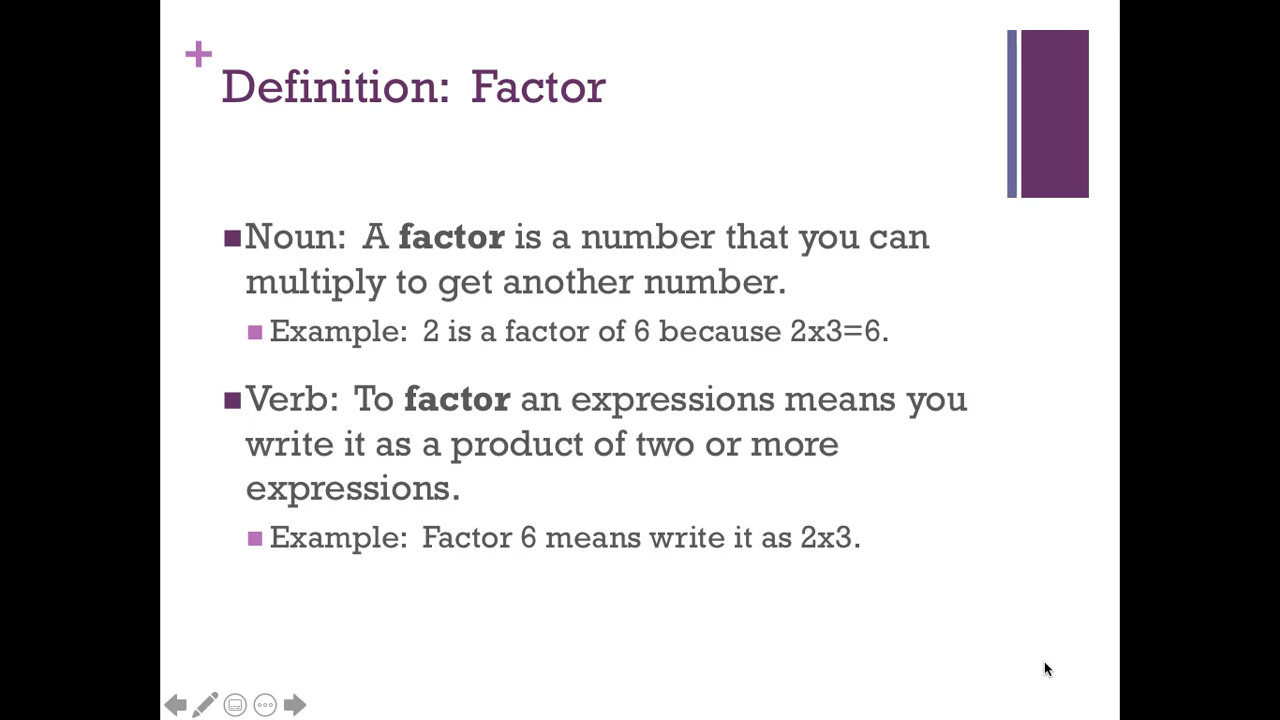 Definition: Factor
Noun: A factor is a number that you can
multiply to get another number.
Example: 2 is a factor of 6 because 2x3=6.
Verb: To factor an expressions means you
write it as a product of two or more
expressions.
Example: Factor 6 means write it as 2x3.